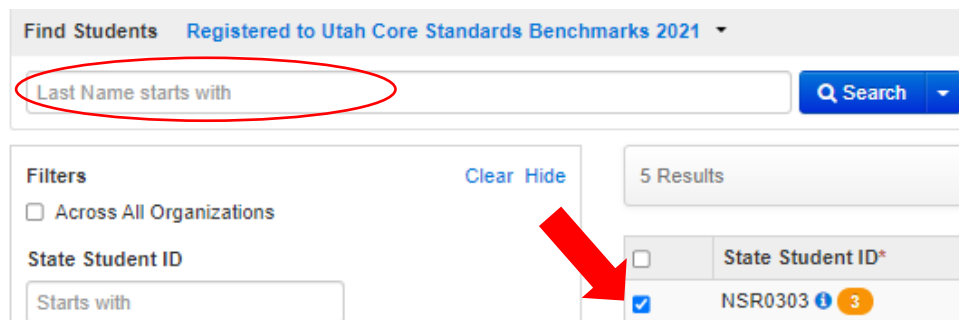 Find Students Registered to Utah Core Standards Benchmarks 2021
Last Name starts with
Search
Filters Clear Hide
Across All Organizations
State Student ID
Starts with
5 Results
State Student ID*
NSR0303 3